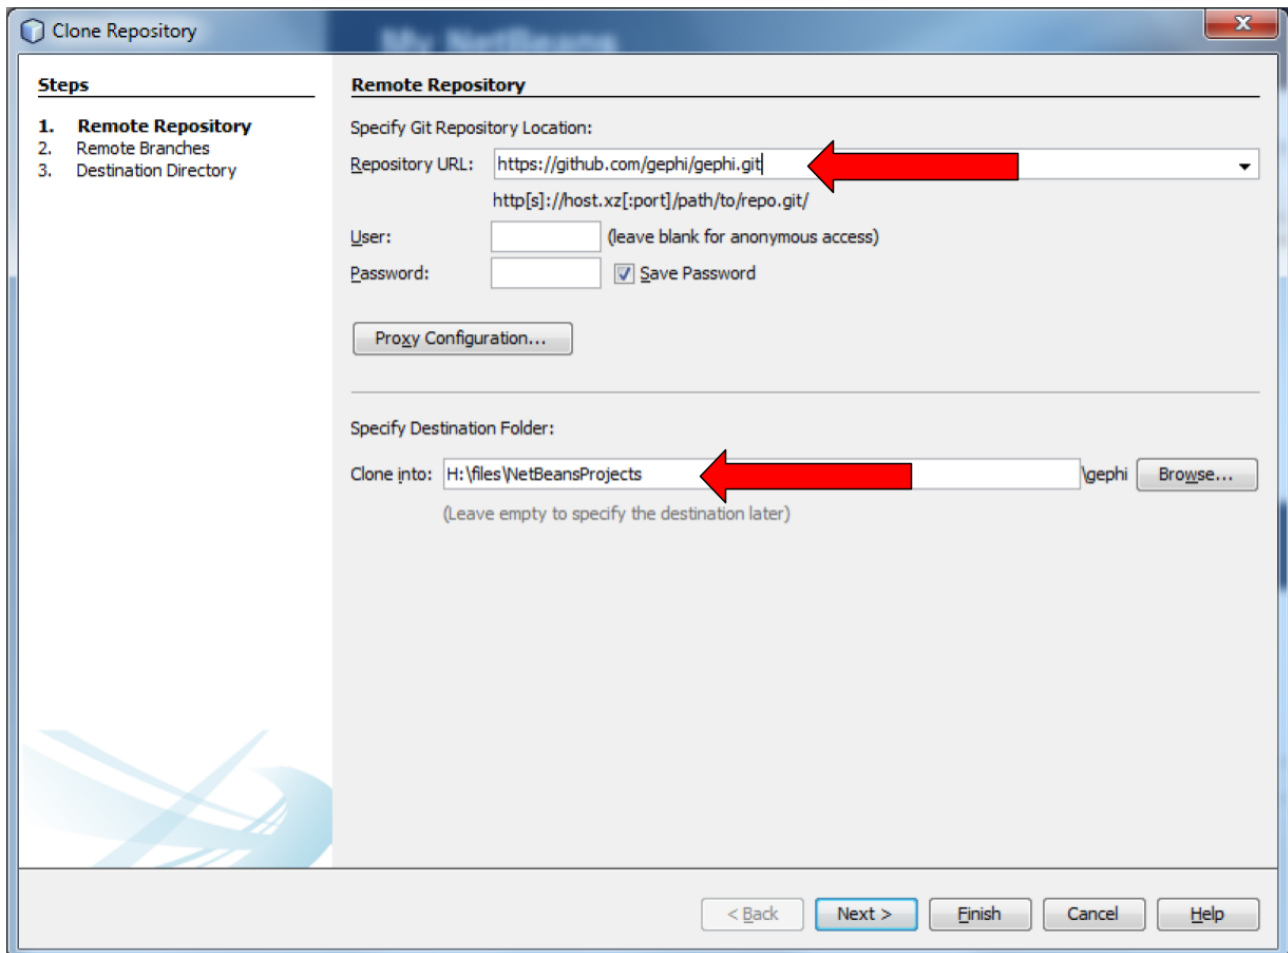 Clone Repository
My NetBeans
Steps
1. Remote Repository
2. Remote Branches
3. Destination Directory
Remote Repository
Specify Git Repository Location:
Repository URL: https://github.com/gephi/gephi.git
http[s]://host.xz[:port]/path/to/repo.git/
User: (leave blank for anonymous access)
Password: Save Password
Proxy Configuration...
Specify Destination Folder:
Clone into: H:\files\NetBeansProjects \gephi Browse...
(Leave empty to specify the destination later)
< Back Next > Finish Cancel Help